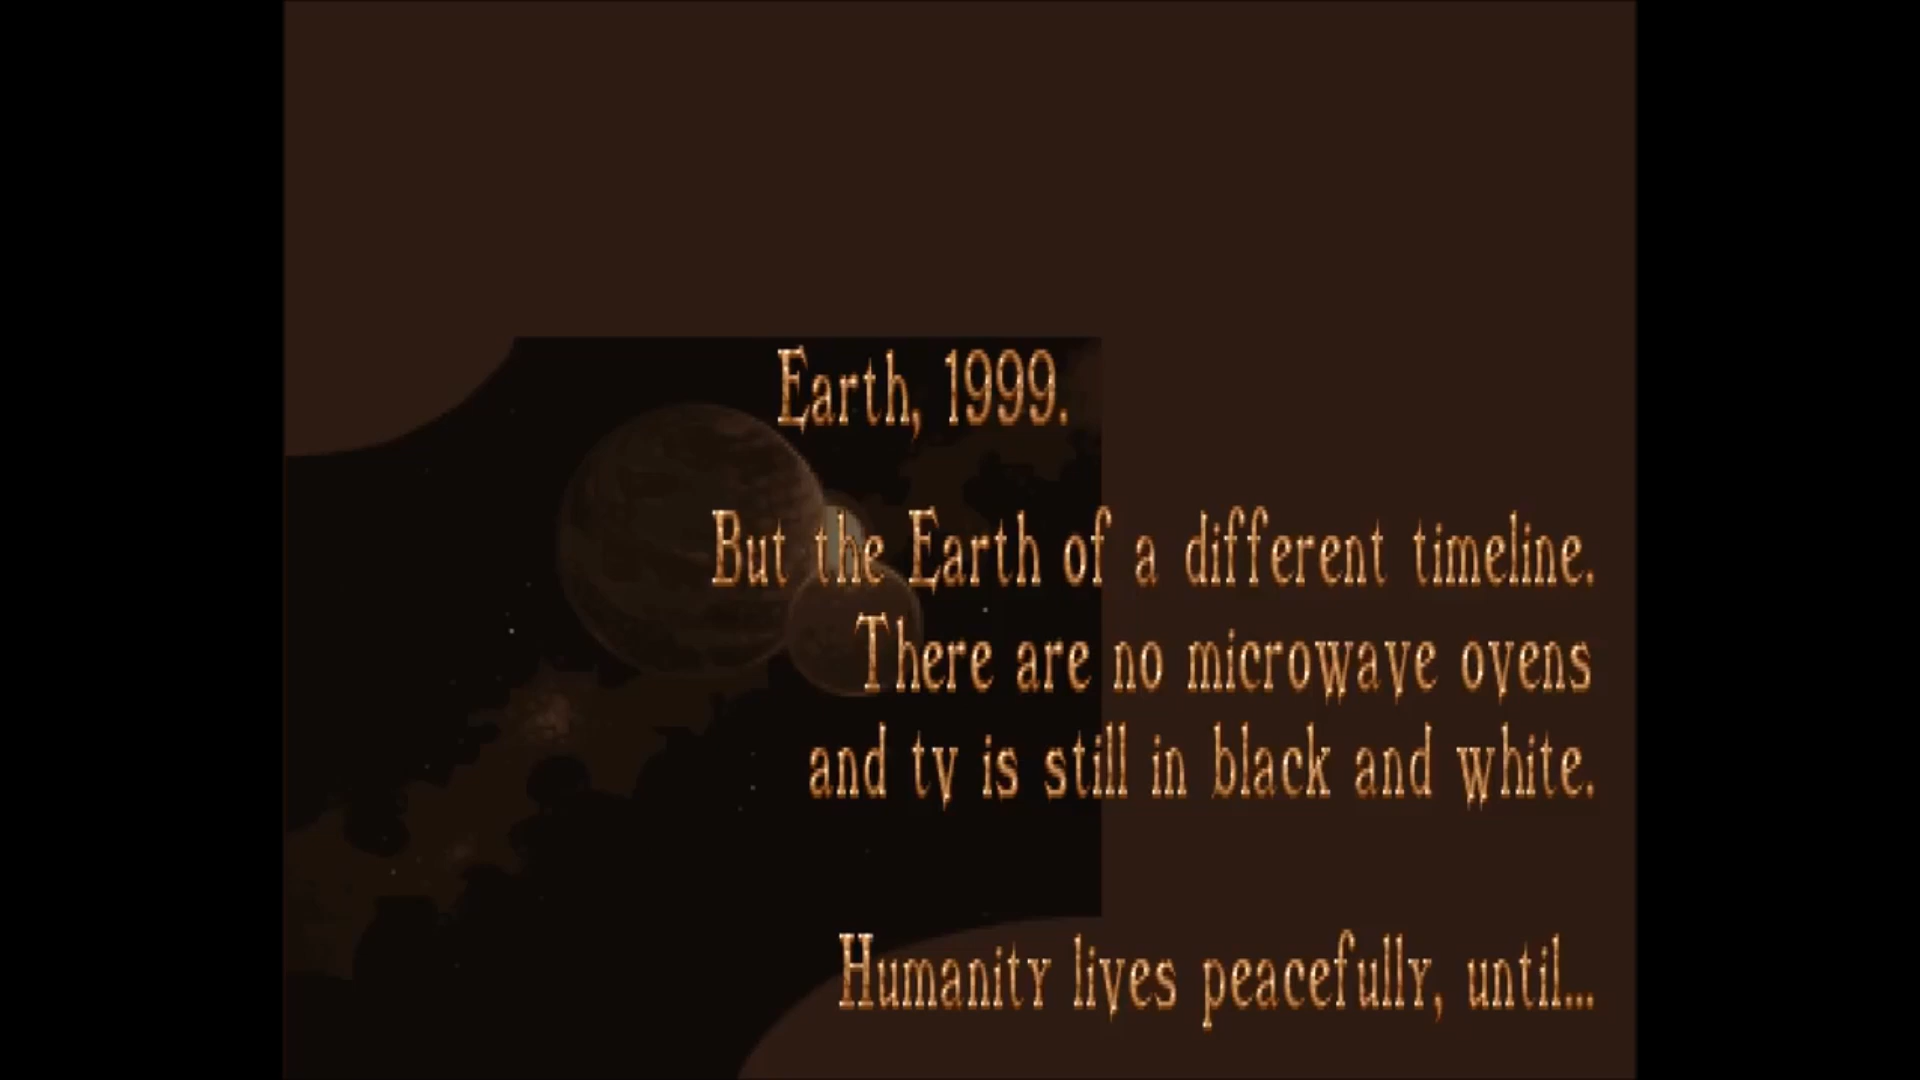 Earth, 1999.
But the Earth of a different timeline.
There are no microwave ovens
and tv is still in black and white.
Humanity lives peacefully, until...